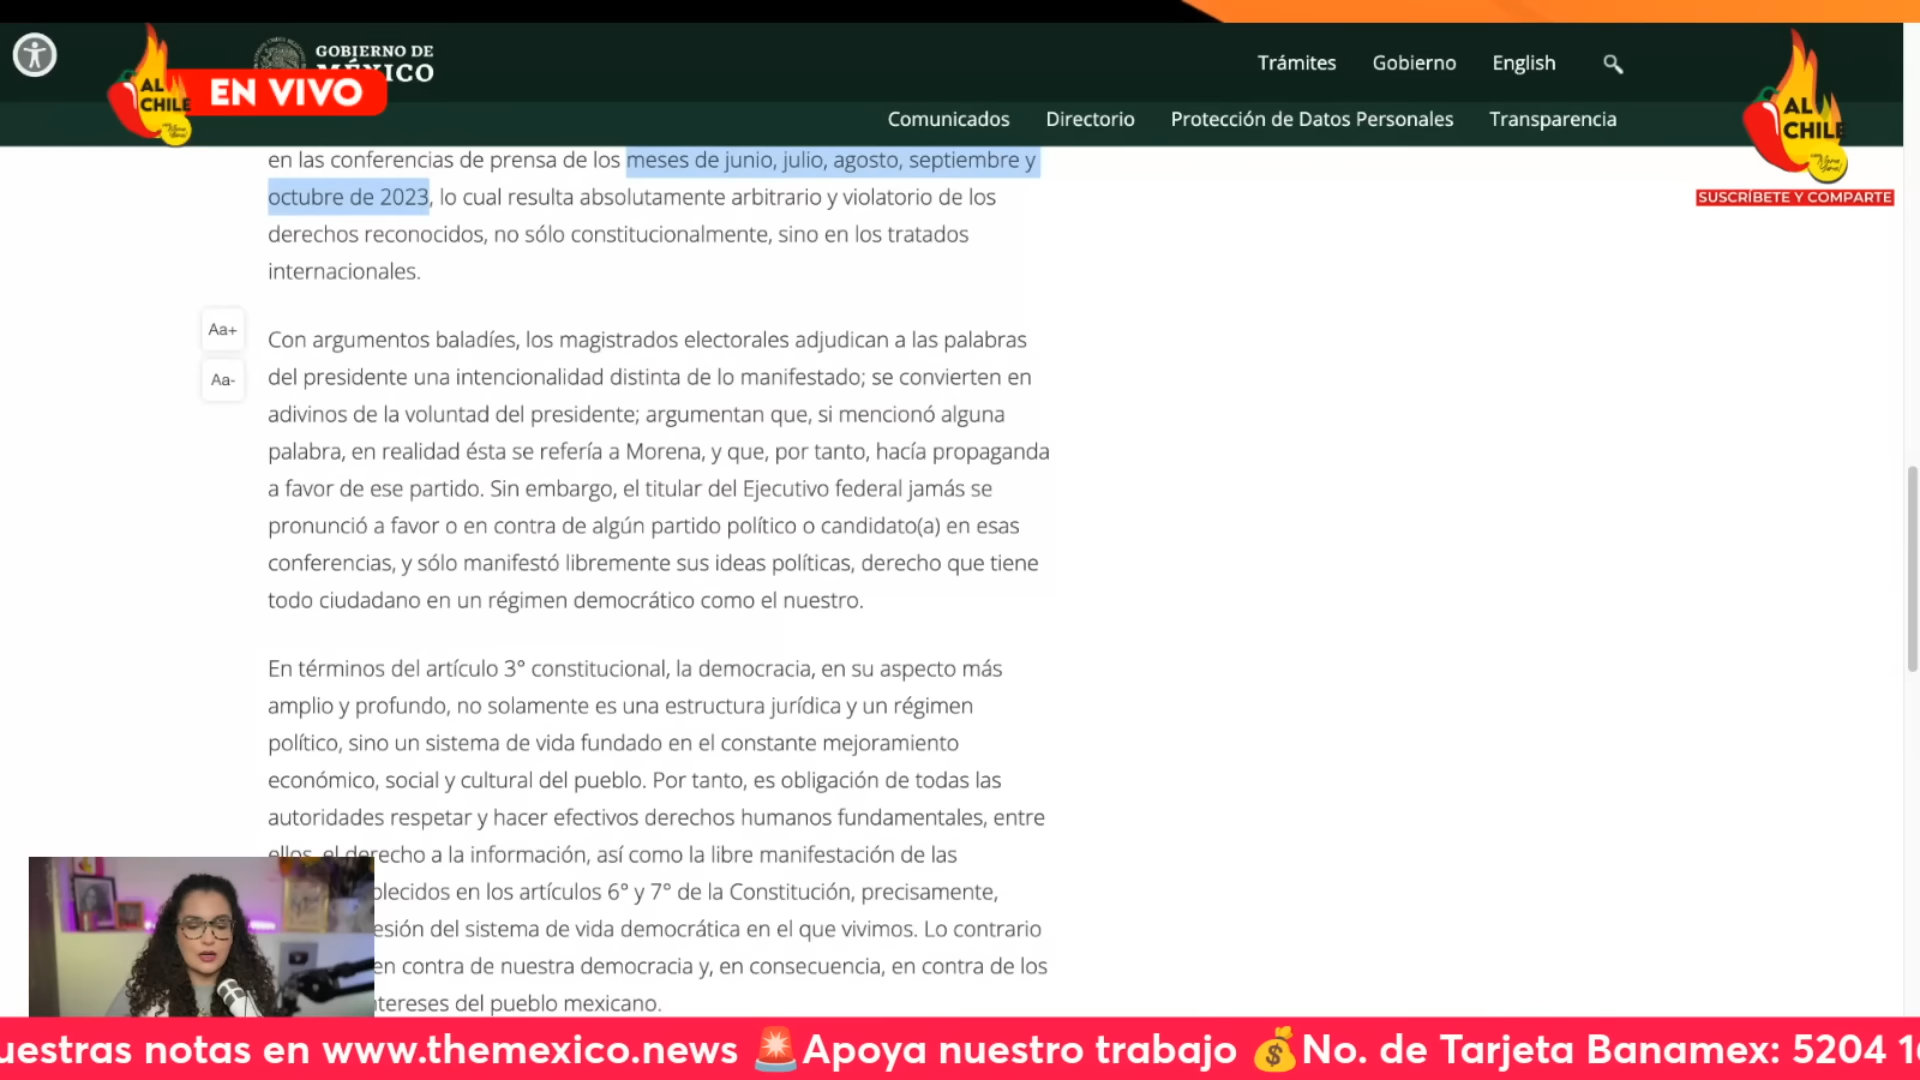 GOBIERNO DE
MÉXICO
AL
CHILE
EN VIVO
Trámites Gobierno English
Comunicados Directorio Protección de Datos Personales Transparencia
AL
CHILE
SUSCRÍBETE Y COMPARTE
en las conferencias de prensa de los meses de junio, julio, agosto, septiembre y
octubre de 2023, lo cual resulta absolutamente arbitrario y violatorio de los
derechos reconocidos, no sólo constitucionalmente, sino en los tratados
internacionales.
Aa+
Aa-
Con argumentos baladíes, los magistrados electorales adjudican a las palabras
del presidente una intencionalidad distinta de lo manifestado; se convierten en
adivinos de la voluntad del presidente; argumentan que, si mencionó alguna
palabra, en realidad ésta se refería a Morena, y que, por tanto, hacía propaganda
a favor de ese partido. Sin embargo, el titular del Ejecutivo federal jamás se
pronunció a favor o en contra de algún partido político o candidato(a) en esas
conferencias, y sólo manifestó libremente sus ideas políticas, derecho que tiene
todo ciudadano en un régimen democrático como el nuestro.
En términos del artículo 3° constitucional, la democracia, en su aspecto más
amplio y profundo, no solamente es una estructura jurídica y un régimen
político, sino un sistema de vida fundado en el constante mejoramiento
económico, social y cultural del pueblo. Por tanto, es obligación de todas las
autoridades respetar y hacer efectivos derechos humanos fundamentales, entre
ellos, el derecho a la información, así como la libre manifestación de las
blecidos en los artículos 6° y 7° de la Constitución, precisamente,
esión del sistema de vida democrática en el que vivimos. Lo contrario
en contra de nuestra democracia y, en consecuencia, en contra de los
ntereses del pueblo mexicano.
uestras notas en www.themexico.news 🚨Apoya nuestro trabajo 💰No. de Tarjeta Banamex: 5204 1